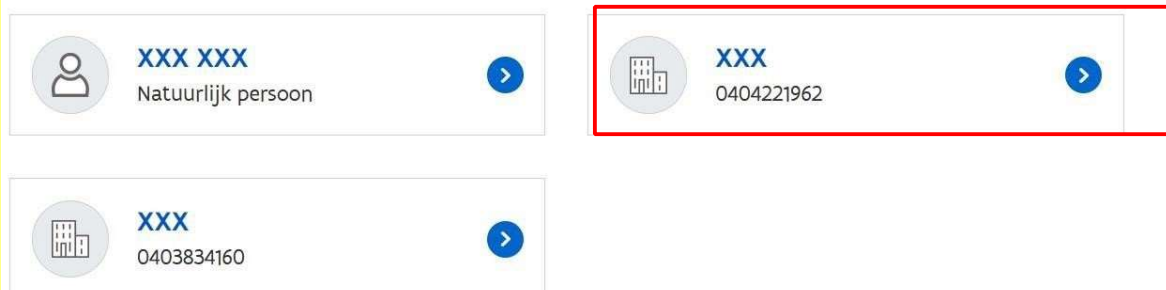 XXX XXX
Natuurlijk persoon
XXX
0404221962
XXX
0403834160